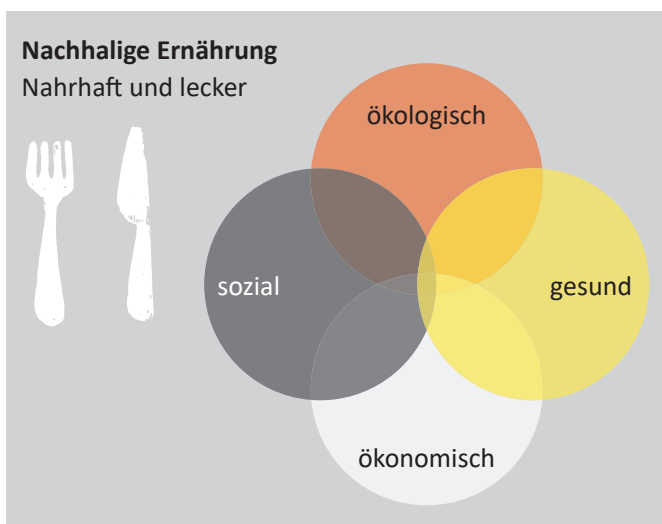 Nachhalige Ernährung
Nahrhaft und lecker
ökologisch
sozial
gesund
ökonomisch